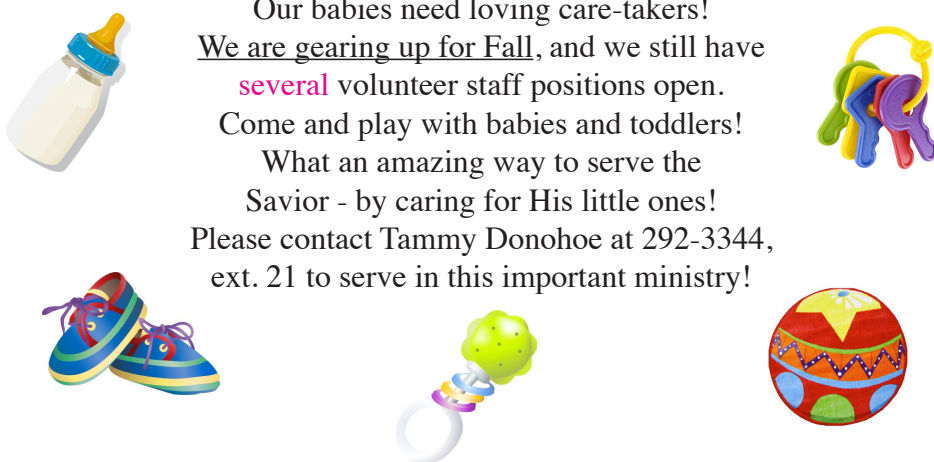 Our babies need loving care-takers!
We are gearing up for Fall, and we still have
several volunteer staff positions open.
Come and play with babies and toddlers!
What an amazing way to serve the
Savior - by caring for His little ones!
Please contact Tammy Donohoe at 292-3344,
ext. 21 to serve in this important ministry!